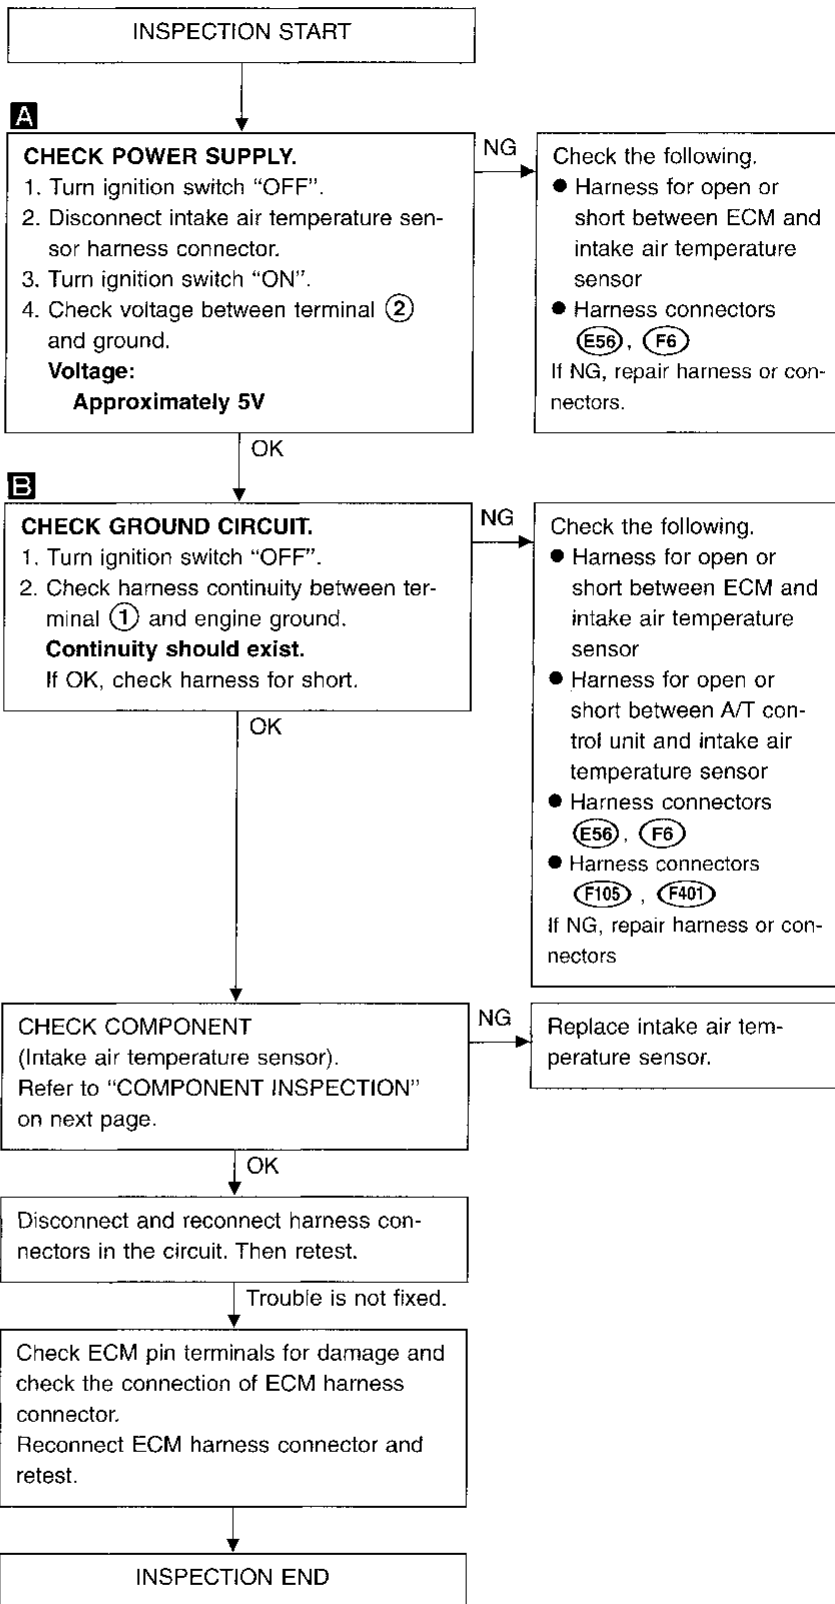 INSPECTION START
A
CHECK POWER SUPPLY.
1. Turn ignition switch “OFF”.
2. Disconnect intake air temperature sen-
sor harness connector.
3. Turn ignition switch “ON”.
4. Check voltage between terminal ②
and ground.
Voltage:
Approximately 5V
NG
Check the following.
● Harness for open or
short between ECM and
intake air temperature
sensor
● Harness connectors
E56, F6
If NG, repair harness or con-
nectors.
OK
B
CHECK GROUND CIRCUIT.
1. Turn ignition switch “OFF”.
2. Check harness continuity between ter-
minal ① and engine ground.
Continuity should exist.
If OK, check harness for short.
NG
Check the following.
● Harness for open or
short between ECM and
intake air temperature
sensor
● Harness for open or
short between A/T con-
trol unit and intake air
temperature sensor
● Harness connectors
E56, F6
● Harness connectors
F105, F401
If NG, repair harness or con-
nectors
OK
CHECK COMPONENT
(Intake air temperature sensor).
Refer to “COMPONENT INSPECTION”
on next page.
NG
Replace intake air tem-
perature sensor.
OK
Disconnect and reconnect harness con-
nectors in the circuit. Then retest.
Trouble is not fixed.
Check ECM pin terminals for damage and
check the connection of ECM harness
connector.
Reconnect ECM harness connector and
retest.
INSPECTION END